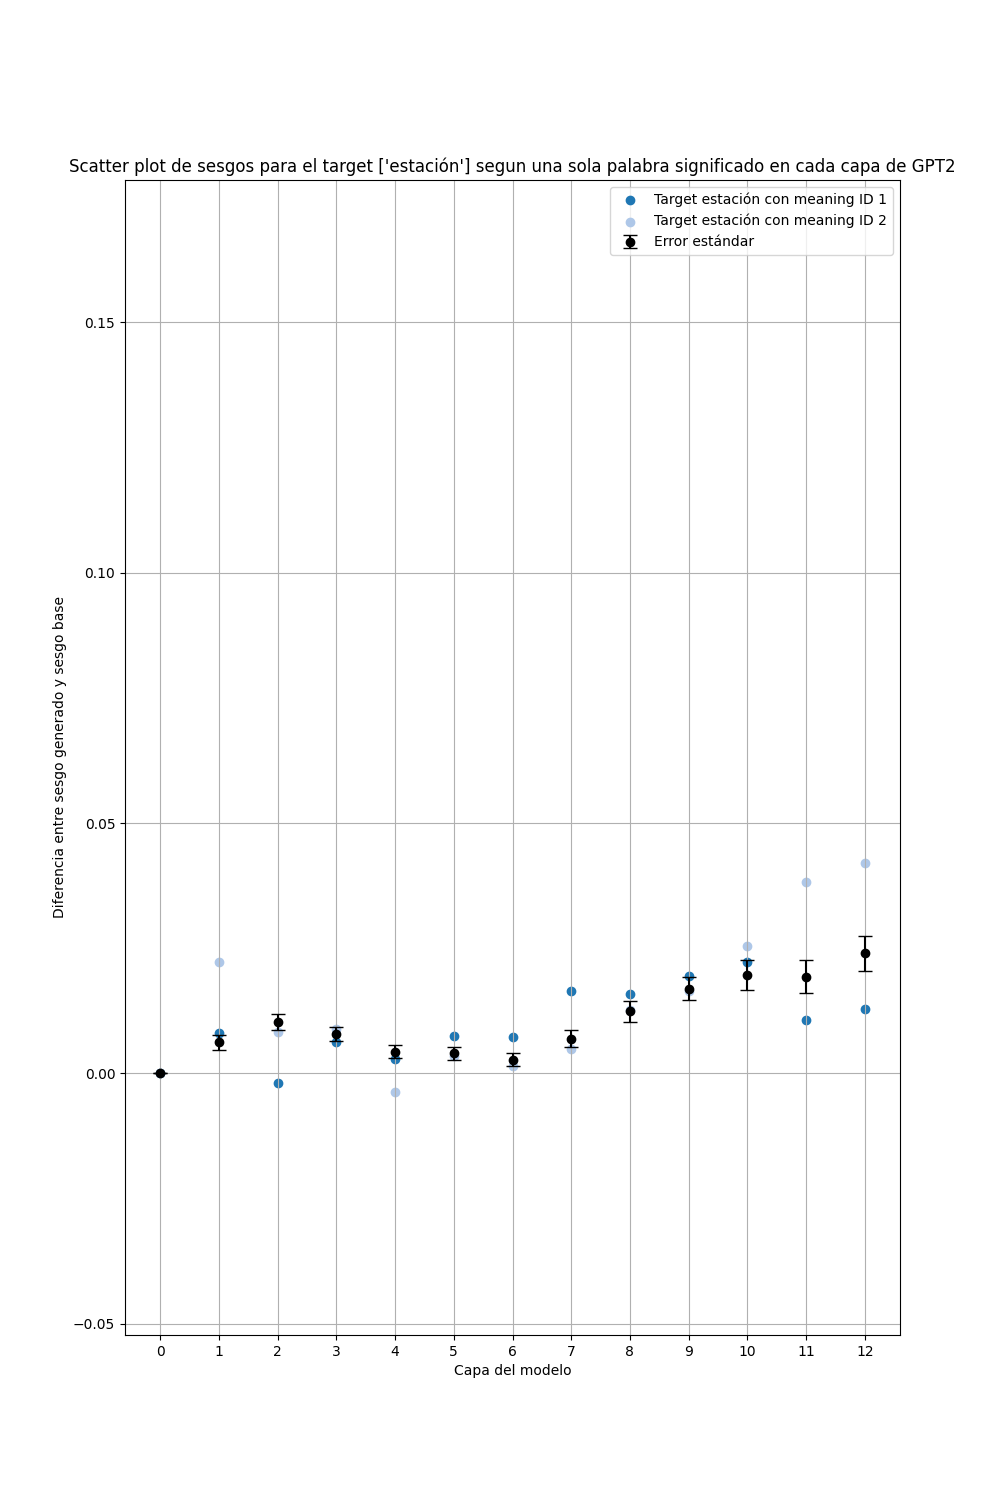 Scatter plot de sesgos para el target ['estación'] segun una sola palabra significado en cada capa de GPT2
Target estación con meaning ID 1
Target estación con meaning ID 2
Error estándar
0.15
0.10
0.05
0.00
−0.05
Diferencia entre sesgo generado y sesgo base
0 1 2 3 4 5 6 7 8 9 10 11 12
Capa del modelo